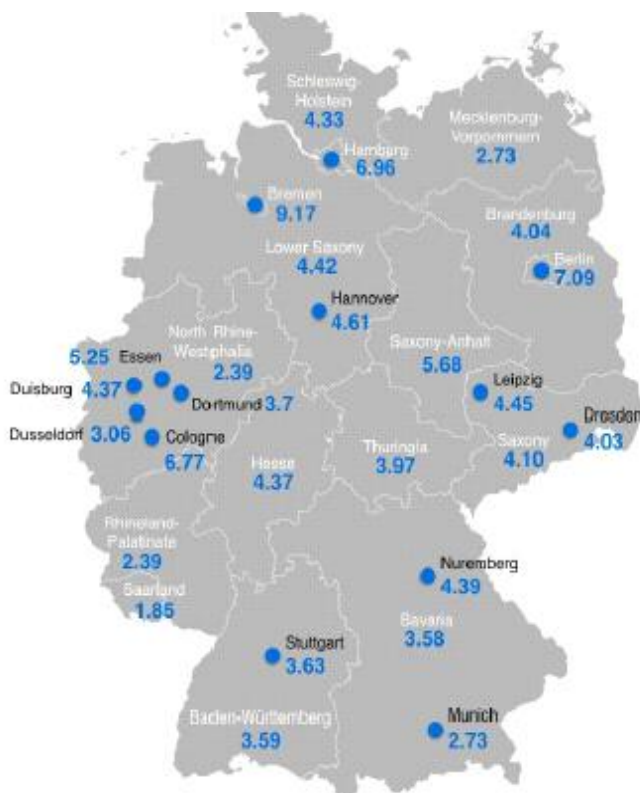 Schleswig-
Holstein
4.33
Mecklenburg-
Vorpommern
2.73
Hamburg
6.96
Bremen
9.17
Brandenburg
4.04
Lower Saxony
4.42
Berlin
7.09
Hannover
4.61
North Rhine-
Westphalia
2.39
Saxony-Anhalt
5.68
5.25
Essen
Duisburg
4.37
Dortmund 3.7
Leipzig
4.45
Dusseldorf
3.06
Cologne
6.77
Dresden
4.03
Hesse
4.37
Thuringia
3.97
Saxony
4.10
Rhineland-
Palatinate
2.39
Saarland
1.85
Nuremberg
4.39
Bavaria
3.58
Stuttgart
3.63
Baden-Württemberg
3.59
Munich
2.73